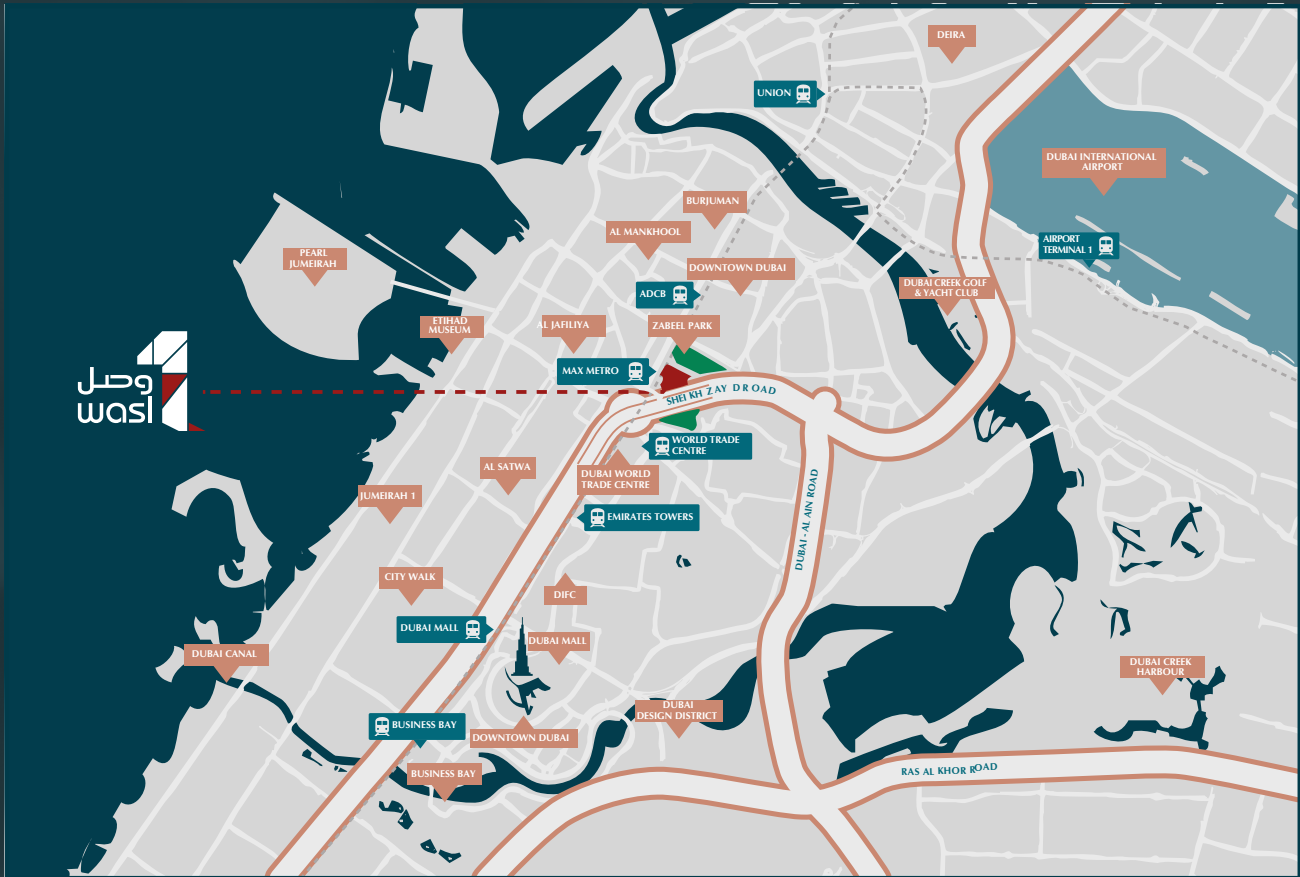 DEIRA
UNION
DUBAI INTERNATIONAL
AIRPORT
BURJUMAN
AL MANKHOOL
AIRPORT
TERMINAL 1
PEARL
JUMEIRAH
DOWNTOWN DUBAI
DUBAI CREEK GOLF
& YACHT CLUB
ADCB
ETIHAD
MUSEUM
AL JAFILIYA
ZABEEL PARK
MAX METRO
وصل
wasl
SHEIKH ZAYD ROAD
WORLD TRADE
CENTRE
AL SATWA
DUBAI WORLD
TRADE CENTRE
JUMEIRAH 1
EMIRATES TOWERS
DUBAI - AL AIN ROAD
CITY WALK
DIFC
DUBAI MALL
DUBAI MALL
DUBAI CANAL
DUBAI CREEK
HARBOUR
DUBAI
DESIGN DISTRICT
BUSINESS BAY
DOWNTOWN DUBAI
BUSINESS BAY
RAS AL KHOR ROAD